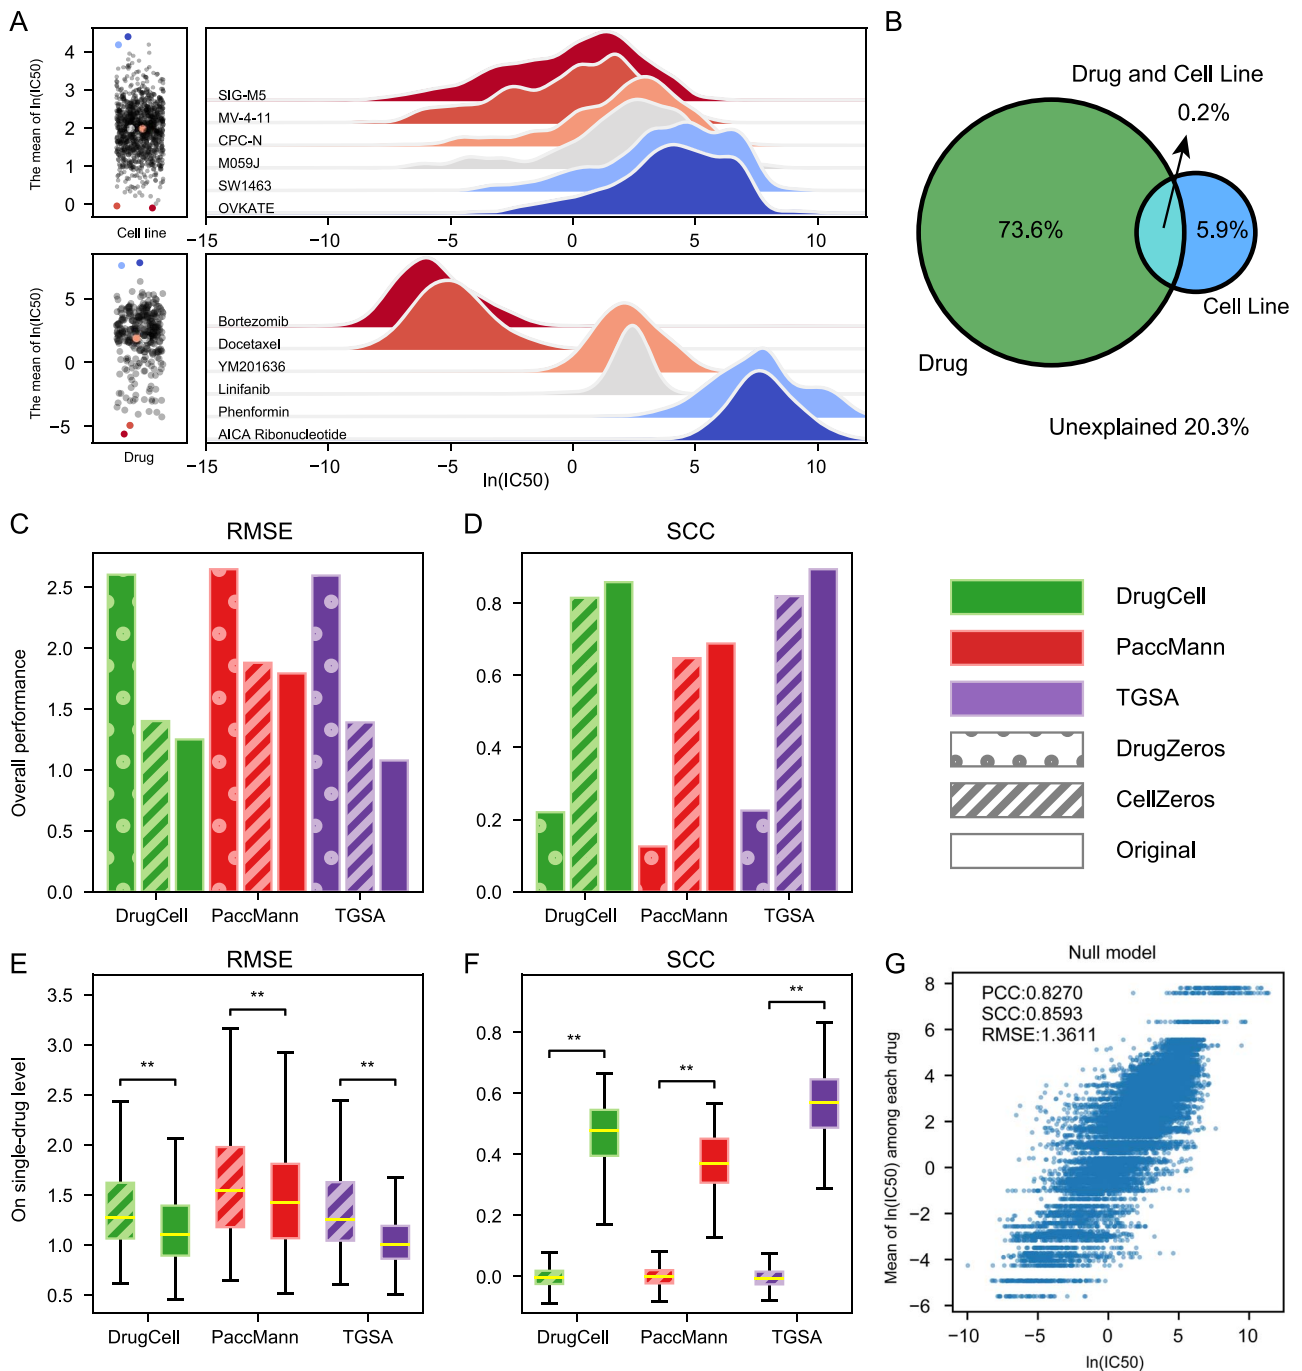 A
The mean of ln(IC50)
4
3
2
1
0
Cell line
SIG-M5
MV-4-11
CPC-N
M059J
SW1463
OVKATE
−15
−10
−5
0
5
10
The mean of ln(IC50)
5
0
−5
Drug
Bortezomib
Docetaxel
YM201636
Linifanib
Phenformin
AICA Ribonucleotide
−15
−10
−5
0
5
10
ln(IC50)
B
Drug and Cell Line
0.2%
73.6%
5.9%
Cell Line
Drug
Unexplained 20.3%
C
RMSE
Overall performance
2.5
2.0
1.5
1.0
0.5
0.0
DrugCell
PaccMann
TGSA
D
SCC
0.8
0.6
0.4
0.2
0.0
DrugCell
PaccMann
TGSA
DrugCell
PaccMann
TGSA
DrugZeros
CellZeros
Original
E
RMSE
On single-drug level
3.5
3.0
2.5
2.0
1.5
1.0
0.5
**
**
**
DrugCell
PaccMann
TGSA
F
SCC
0.8
0.6
0.4
0.2
0.0
**
**
**
DrugCell
PaccMann
TGSA
G
Null model
PCC:0.8270
SCC:0.8593
RMSE:1.3611
Mean of ln(IC50) among each drug
8
6
4
2
0
−2
−4
−6
−10
−5
0
5
10
ln(IC50)